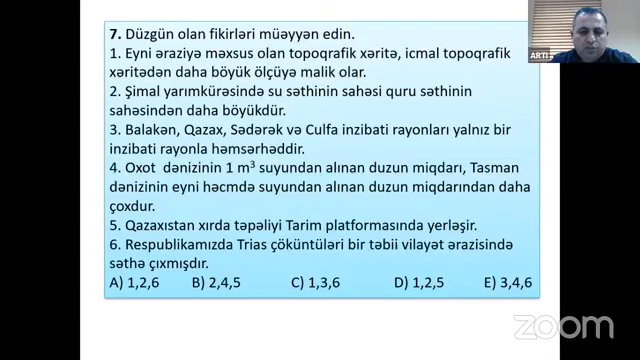 ARTI
7. Düzgün olan fikirləri müəyyən edin.
1. Eyni əraziyə məxsus olan topoqrafik xəritə, icmal topoqrafik
xəritədən daha böyük ölçüyə malik olar.
2. Şimal yarımkürəsində su səthinin sahəsi quru səthinin
sahəsindən daha böyükdür.
3. Balakən, Qazax, Sədərək və Culfa inzibati rayonları yalnız bir
inzibati rayonla həmsərhəddir.
4. Oxot dənizinin 1 m³ suyundan alınan duzun miqdarı, Tasman
dənizinin eyni həcmdə suyundan alınan duzun miqdarından daha
çoxdur.
5. Qazaxıstan xırda təpəliyi Tarim platformasında yerləşir.
6. Respublikamızda Trias çöküntüləri bir təbii vilayət ərazisində
səthə çıxmışdır.
A) 1,2,6 B) 2,4,5 C) 1,3,6 D) 1,2,5 E) 3,4,6
zoom